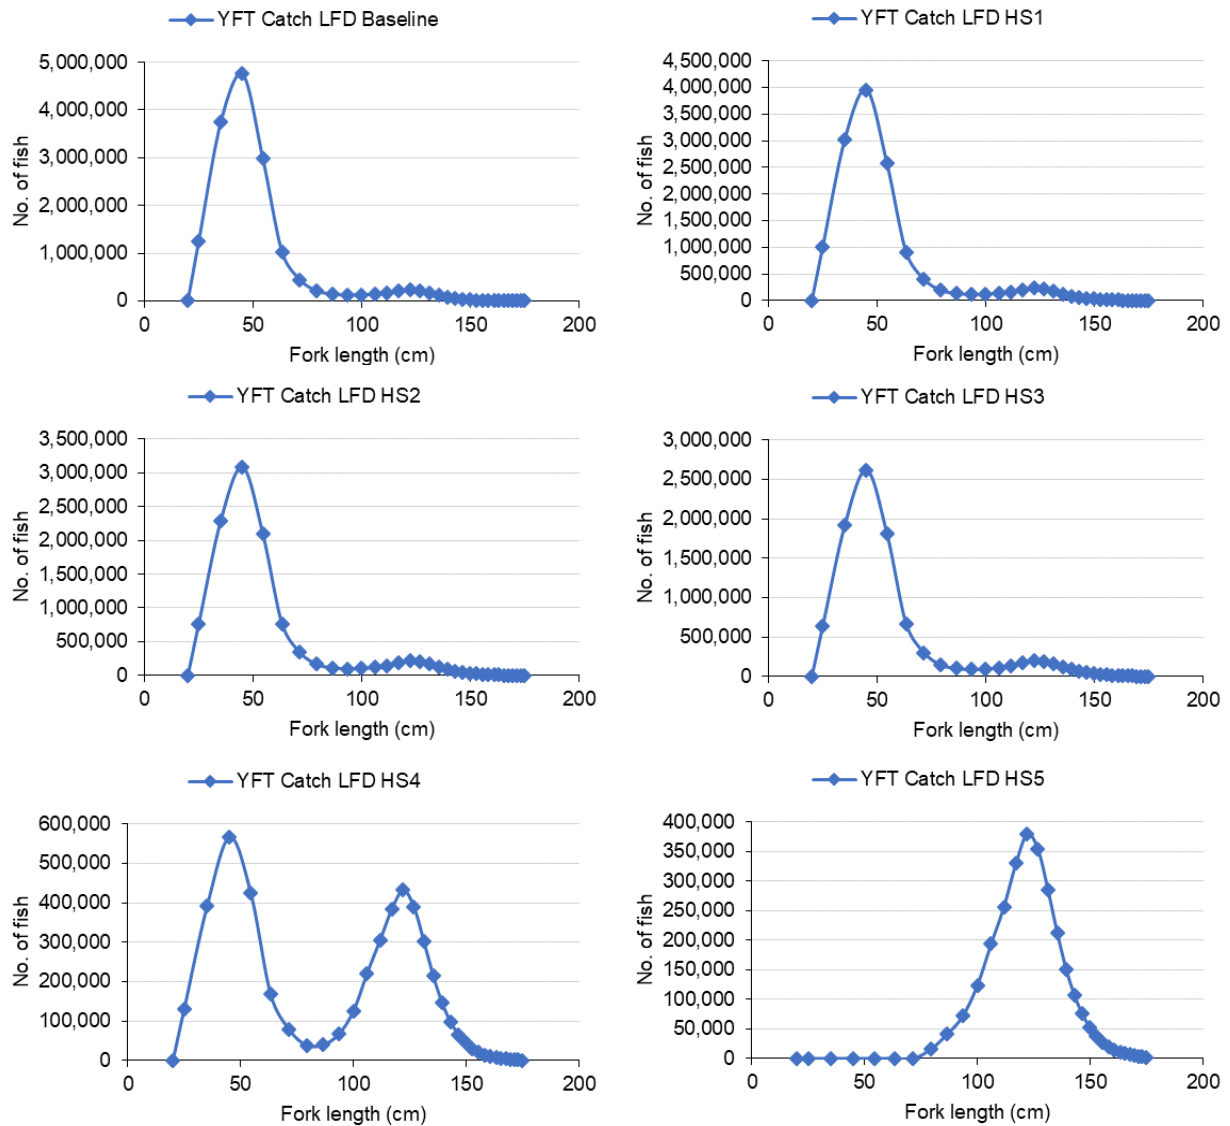 YFT Catch LFD Baseline
5,000,000
4,000,000
3,000,000
2,000,000
1,000,000
0
No. of fish
0 50 100 150 200
Fork length (cm)
YFT Catch LFD HS1
4,500,000
4,000,000
3,500,000
3,000,000
2,500,000
2,000,000
1,500,000
1,000,000
500,000
0
No. of fish
0 50 100 150 200
Fork length (cm)
YFT Catch LFD HS2
3,500,000
3,000,000
2,500,000
2,000,000
1,500,000
1,000,000
500,000
0
No. of fish
0 50 100 150 200
Fork length (cm)
YFT Catch LFD HS3
3,000,000
2,500,000
2,000,000
1,500,000
1,000,000
500,000
0
No. of fish
0 50 100 150 200
Fork length (cm)
YFT Catch LFD HS4
600,000
500,000
400,000
300,000
200,000
100,000
0
No. of fish
0 50 100 150 200
Fork length (cm)
YFT Catch LFD HS5
400,000
350,000
300,000
250,000
200,000
150,000
100,000
50,000
0
No. of fish
0 50 100 150 200
Fork length (cm)